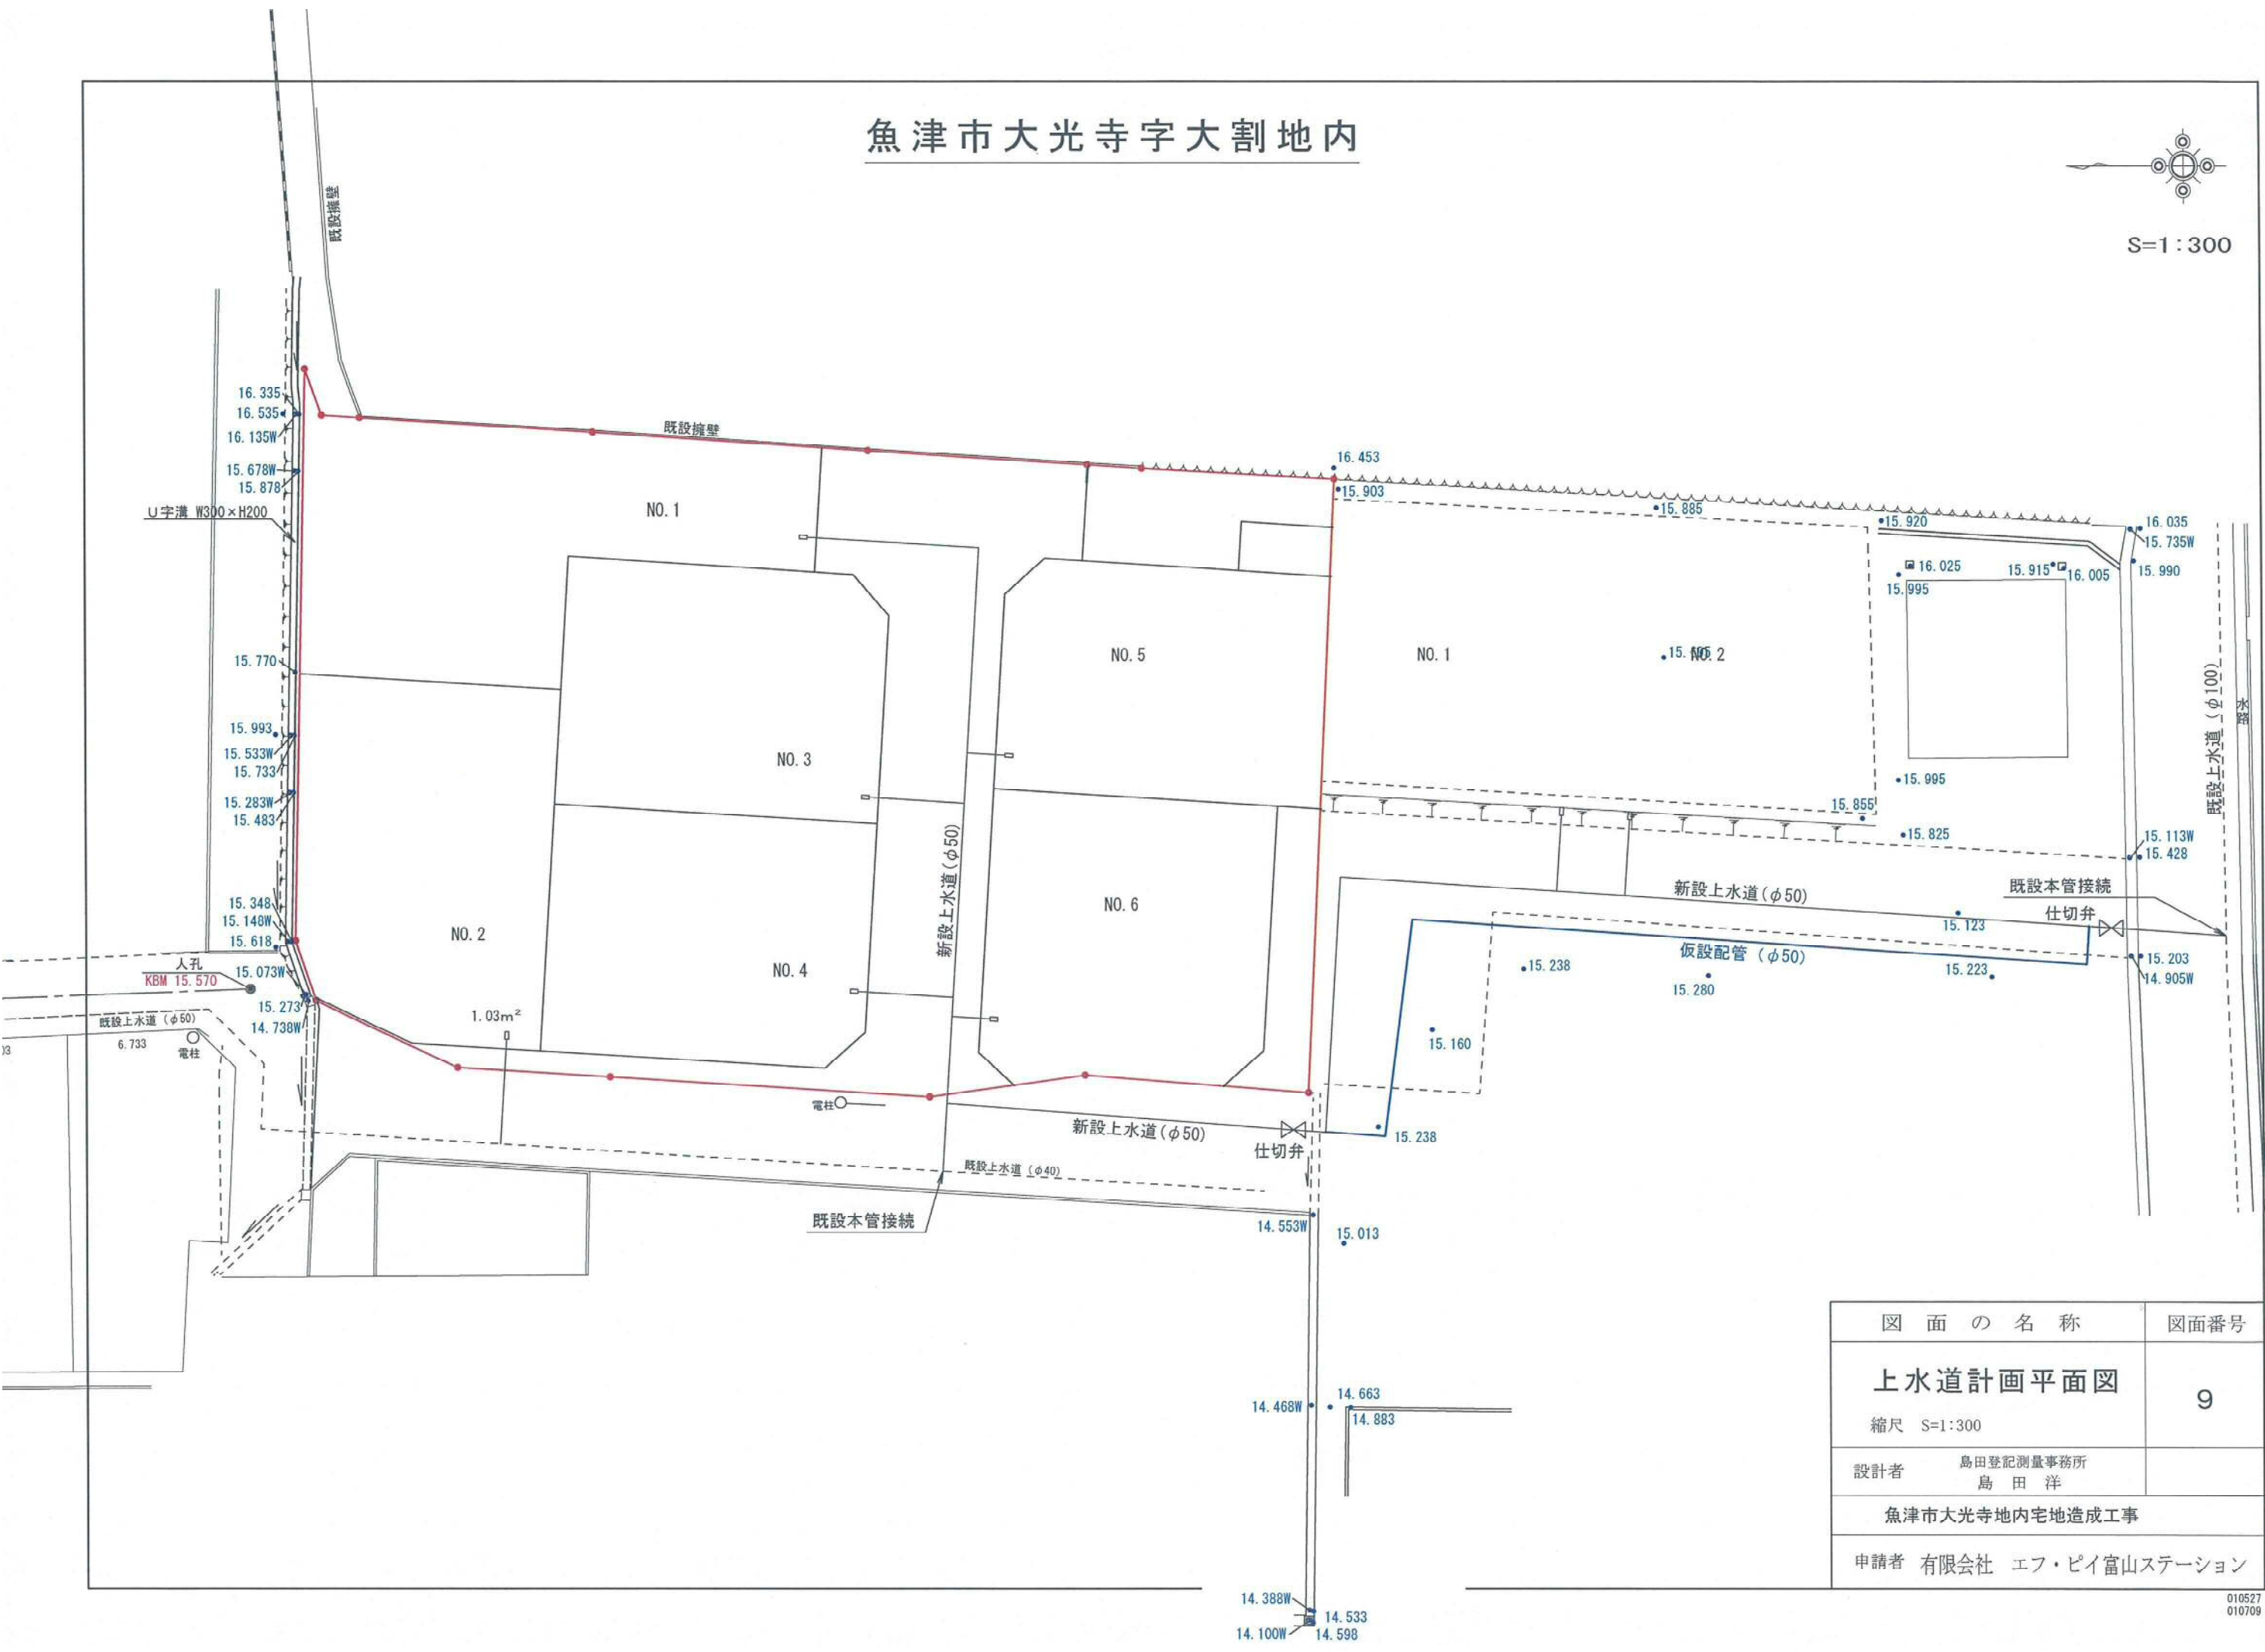 魚津市大光寺字大割地内
S=1:300
既設擁壁
16.335
16.535
16.135W
15.678W
15.878
U字溝 W300×H200
既設擁壁
16.453
15.903
15.885
15.920
16.035
15.735W
15.990
16.025
15.995
15.915
16.005
NO.1
NO.5
NO.1
NO.2
15.770
15.993
15.533W
15.733
15.283W
15.483
NO.3
15.995
15.855
15.825
15.113W
15.428
既設上水道(φ100)
水路
新設上水道(φ50)
15.348
15.148W
15.618
人孔
KBM 15.570
15.073W
15.273
14.738W
NO.2
NO.4
NO.6
新設上水道(φ50)
既設本管接続
仕切弁
15.123
仮設配管(φ50)
15.238
15.280
15.223
15.203
14.905W
15.160
15.238
既設上水道(φ60)
6.733
電柱
1.03m²
電柱
新設上水道(φ50)
仕切弁
既設上水道(φ40)
既設本管接続
14.553W
15.013
14.468W
14.663
14.883
14.388W
14.533
14.100W
14.598
図面の名称
図面番号
上水道計画平面図
9
縮尺 S=1:300
設計者 島田登記測量事務所
島田洋
魚津市大光寺地内宅地造成工事
申請者 有限会社 エフ・ピイ富山ステーション
010527
010709